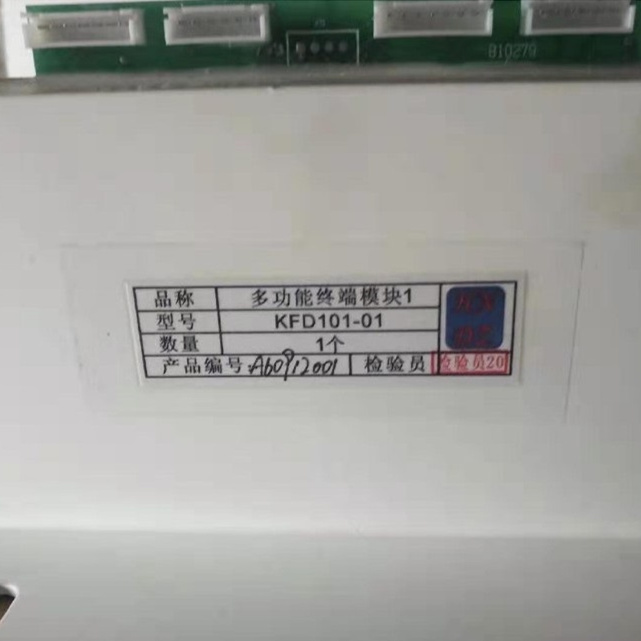 B10279
品称 多功能终端模块1
型号 KFD101-01
数量 1个
产品编号:A60912001 检验员 检验员20